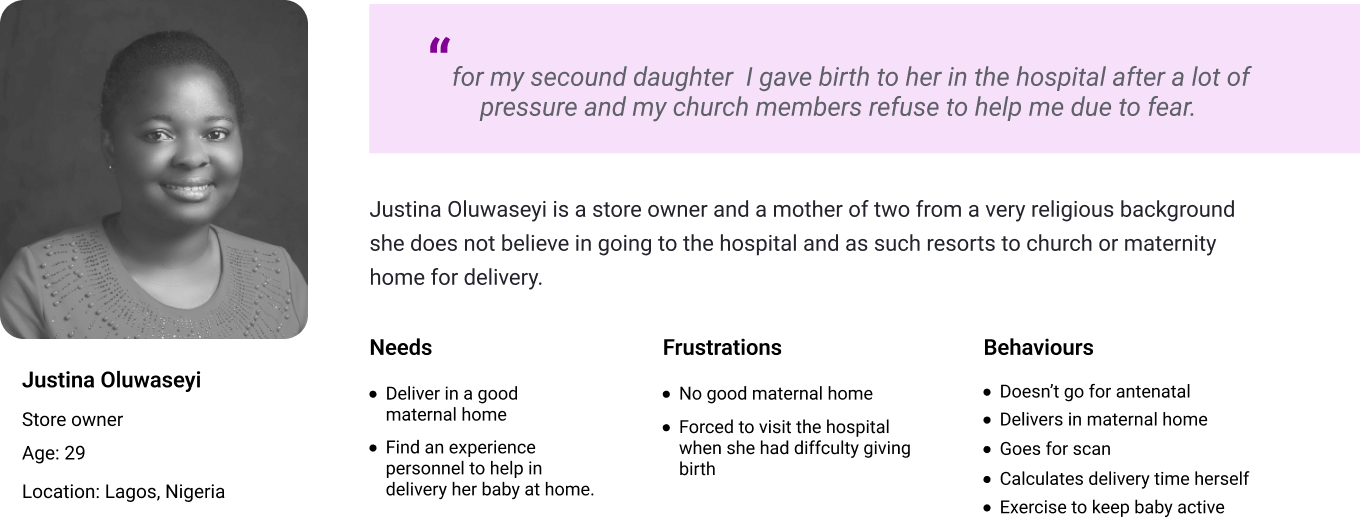 “
for my secound daughter  I gave birth to her in the hospital after a lot of
pressure and my church members refuse to help me due to fear.
Justina Oluwaseyi is a store owner and a mother of two from a very religious background
she does not believe in going to the hospital and as such resorts to church or maternity
home for delivery.
Justina Oluwaseyi
Store owner
Age: 29
Location: Lagos, Nigeria
Needs
Deliver in a good
maternal home
Find an experience
personnel to help in
delivery her baby at home.
Frustrations
No good maternal home
Forced to visit the hospital
when she had diffculty giving
birth
Behaviours
Doesn’t go for antenatal
Delivers in maternal home
Goes for scan
Calculates delivery time herself
Exercise to keep baby active